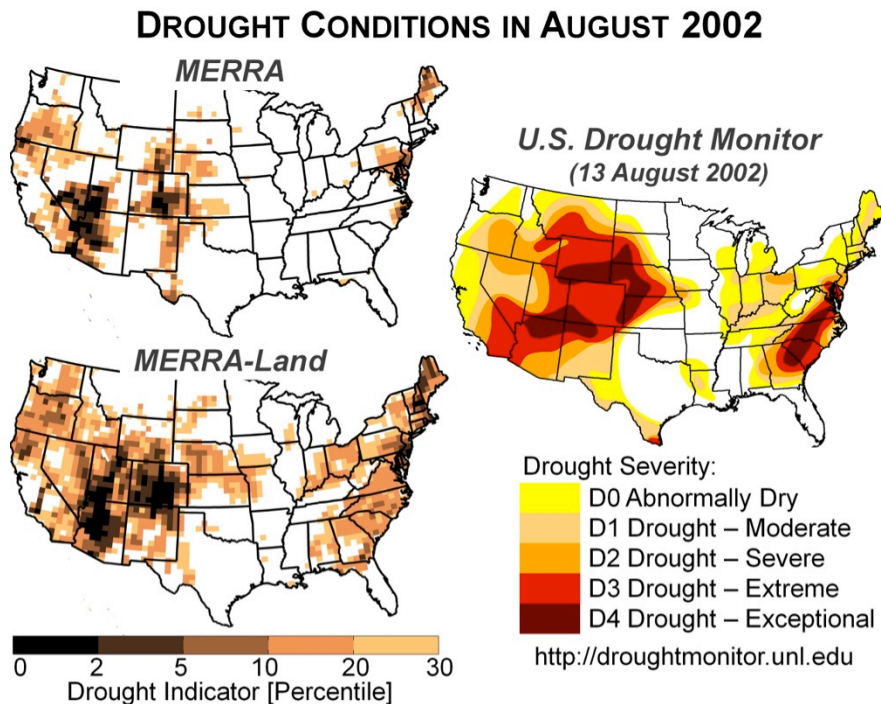 DROUGHT CONDITIONS IN AUGUST 2002
MERRA
U.S. Drought Monitor
(13 August 2002)
MERRA-Land
Drought Severity:
D0 Abnormally Dry
D1 Drought – Moderate
D2 Drought – Severe
D3 Drought – Extreme
D4 Drought – Exceptional
http://droughtmonitor.unl.edu
0 2 5 10 20 30
Drought Indicator [Percentile]